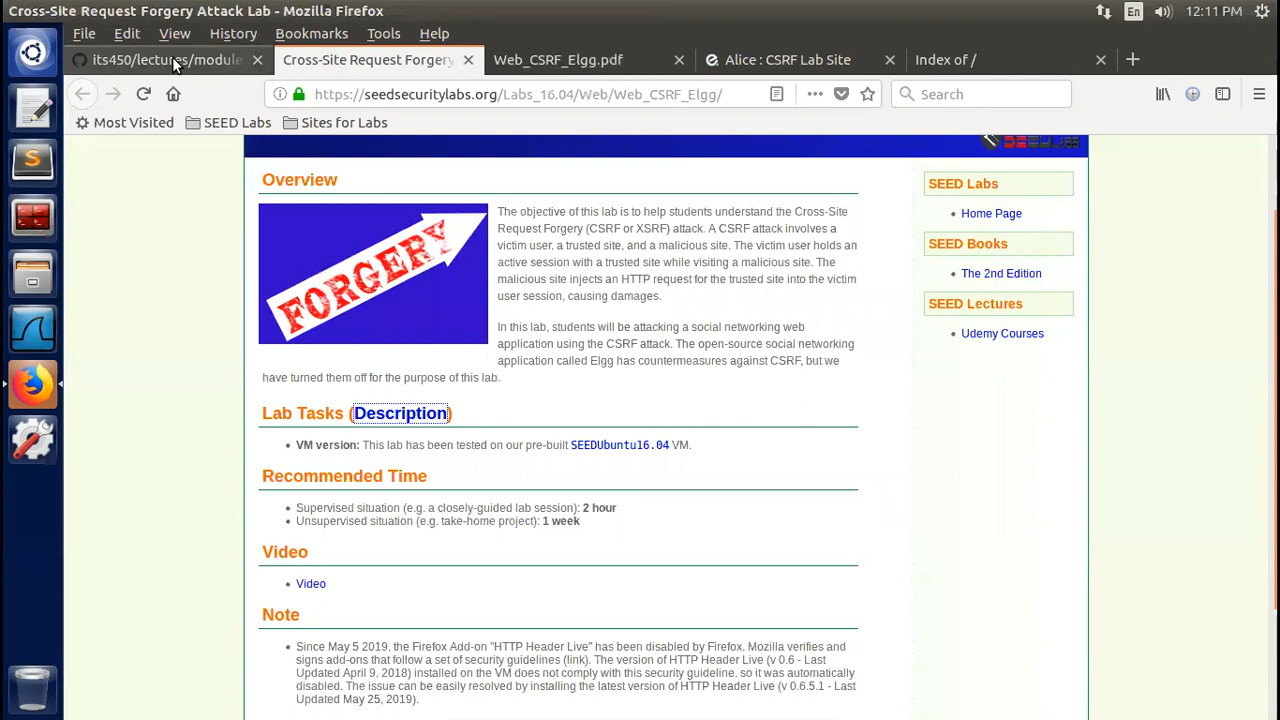 Cross-Site Request Forgery Attack Lab - Mozilla Firefox
En
12:11 PM
File Edit View History Bookmarks Tools Help
its450/lectures/module
Cross-Site Request Forgery
Web_CSRF_Elgg.pdf
Alice : CSRF Lab Site
Index of /
https://seedsecuritylabs.org/Labs_16.04/Web/Web_CSRF_Elgg/
Search
Most Visited
SEED Labs
Sites for Labs
Overview
FORGERY
The objective of this lab is to help students understand the Cross-Site
Request Forgery (CSRF or XSRF) attack. A CSRF attack involves a
victim user, a trusted site, and a malicious site. The victim user holds an
active session with a trusted site while visiting a malicious site. The
malicious site injects an HTTP request for the trusted site into the victim
user session, causing damages.
In this lab, students will be attacking a social networking web
application using the CSRF attack. The open-source social networking
application called Elgg has countermeasures against CSRF, but we
have turned them off for the purpose of this lab.
Lab Tasks (Description)
VM version: This lab has been tested on our pre-built SEEDUbuntu16.04 VM.
Recommended Time
Supervised situation (e.g. a closely-guided lab session): 2 hour
Unsupervised situation (e.g. take-home project): 1 week
Video
Video
Note
Since May 5 2019, the Firefox Add-on "HTTP Header Live" has been disabled by Firefox, Mozilla verifies and
signs add-ons that follow a set of security guidelines (link). The version of HTTP Header Live (v 0.6 - Last
Updated April 9, 2018) installed on the VM does not comply with this security guideline, so it was automatically
disabled. The issue can be easily resolved by installing the latest version of HTTP Header Live (v 0.6.5.1 - Last
Updated May 25, 2019).
SEED Labs
Home Page
SEED Books
The 2nd Edition
SEED Lectures
Udemy Courses